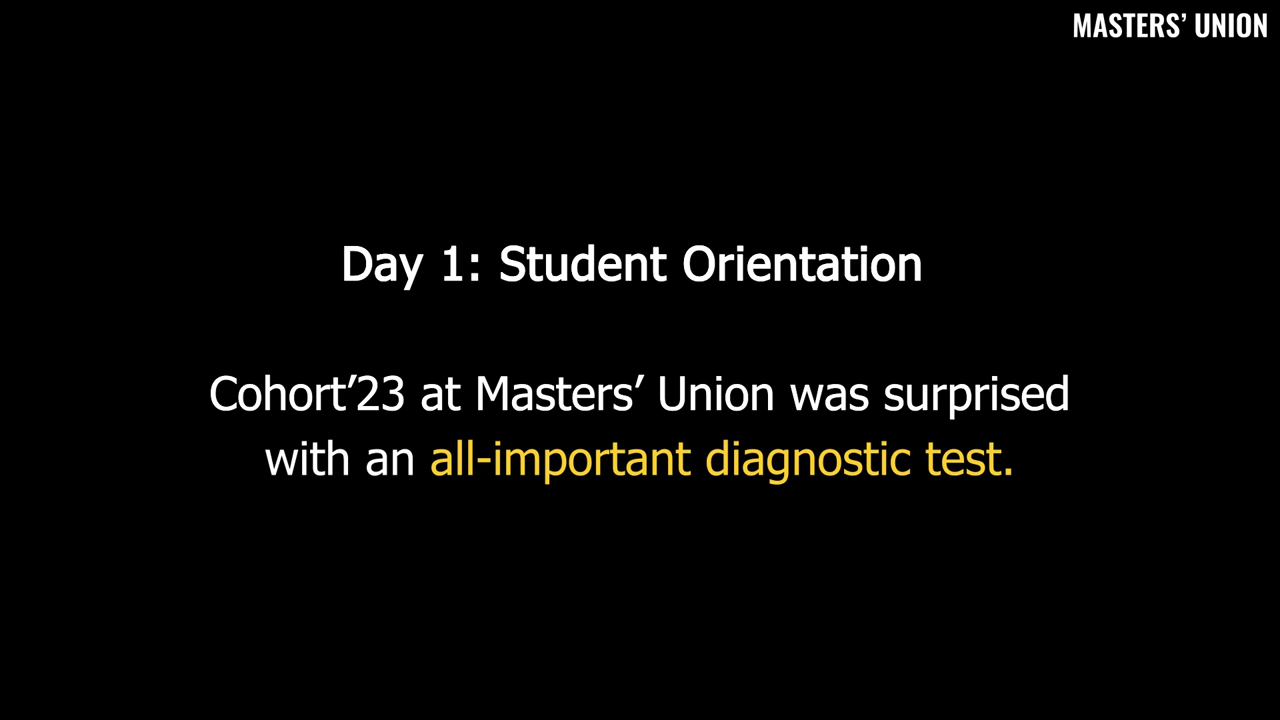 MASTERS’ UNION
Day 1: Student Orientation
Cohort’23 at Masters’ Union was surprised
with an all-important diagnostic test.